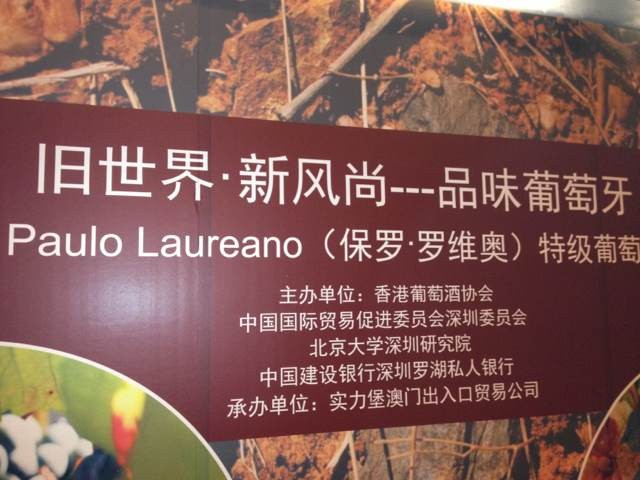 旧世界·新风尚---品味葡萄牙
Paulo Laureano（保罗·罗维奥）特级葡萄
主办单位：香港葡萄酒协会
中国国际贸易促进委员会深圳委员会
北京大学深圳研究院
中国建设银行深圳罗湖私人银行
承办单位：实力堡澳门出入口贸易公司